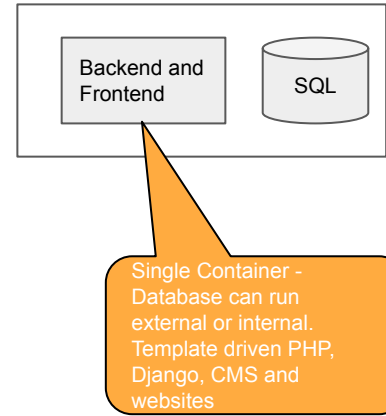 Backend and
Frontend
SQL
Single Container -
Database can run
external or internal.
Template driven PHP,
Django, CMS and
websites